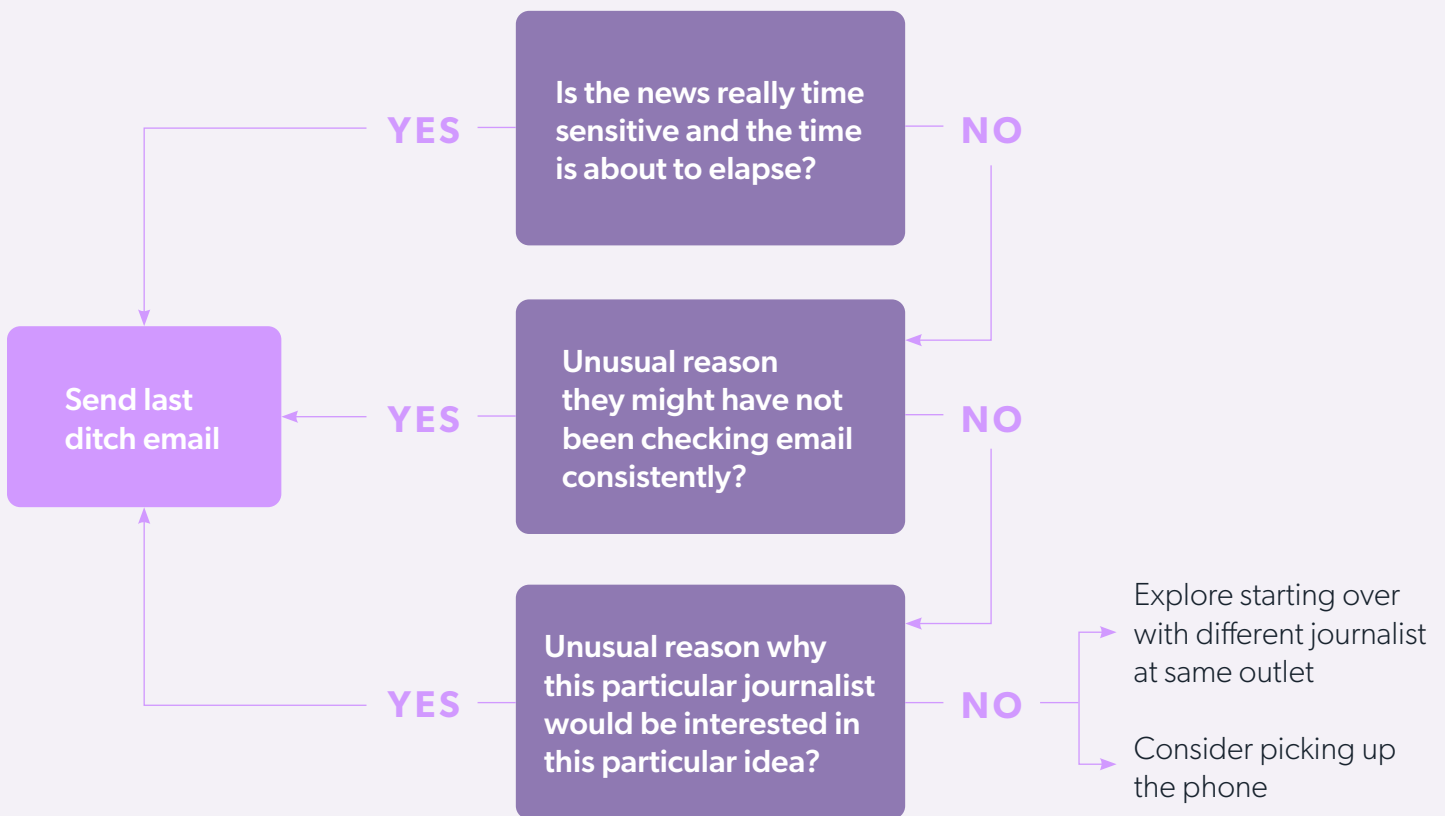 Is the news really time
sensitive and the time
is about to elapse?
YES
NO
Unusual reason
they might have not
been checking email
consistently?
YES
NO
Send last
ditch email
Unusual reason why
this particular journalist
would be interested in
this particular idea?
YES
NO
Explore starting over
with different journalist
at same outlet
Consider picking up
the phone